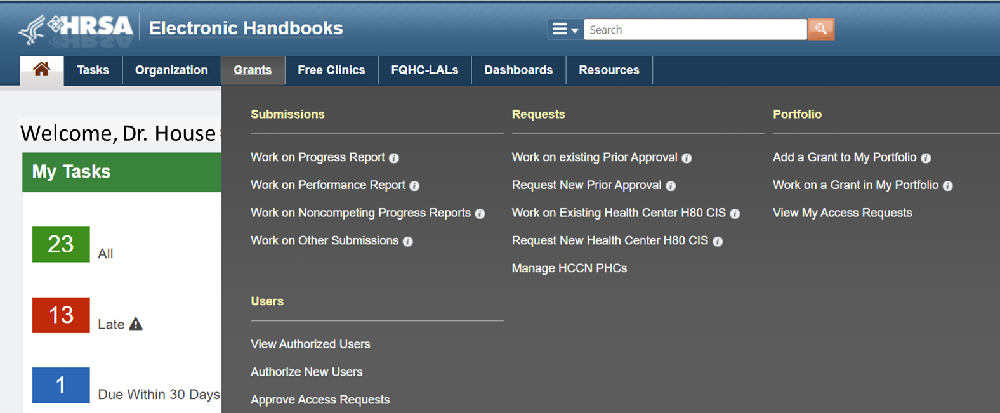 HRSA Electronic Handbooks
Search
Tasks Organization Grants Free Clinics FQHC-LALs Dashboards Resources
Welcome, Dr. House
My Tasks
23 All
13 Late
1 Due Within 30 Days
Submissions
Work on Progress Report
Work on Performance Report
Work on Noncompeting Progress Reports
Work on Other Submissions
Requests
Work on existing Prior Approval
Request New Prior Approval
Work on Existing Health Center H80 CIS
Request New Health Center H80 CIS
Manage HCCN PHCs
Portfolio
Add a Grant to My Portfolio
Work on a Grant in My Portfolio
View My Access Requests
Users
View Authorized Users
Authorize New Users
Approve Access Requests